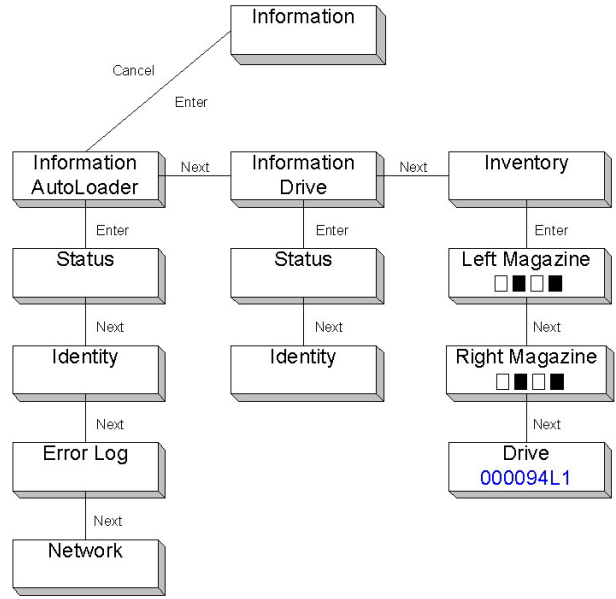 Information
Cancel
Enter
Information
AutoLoader
Next
Information
Drive
Next
Inventory
Enter
Enter
Enter
Status
Status
Left Magazine
Next
Next
Next
Identity
Identity
Right Magazine
Next
Next
Error Log
Drive
000094L1
Next
Network